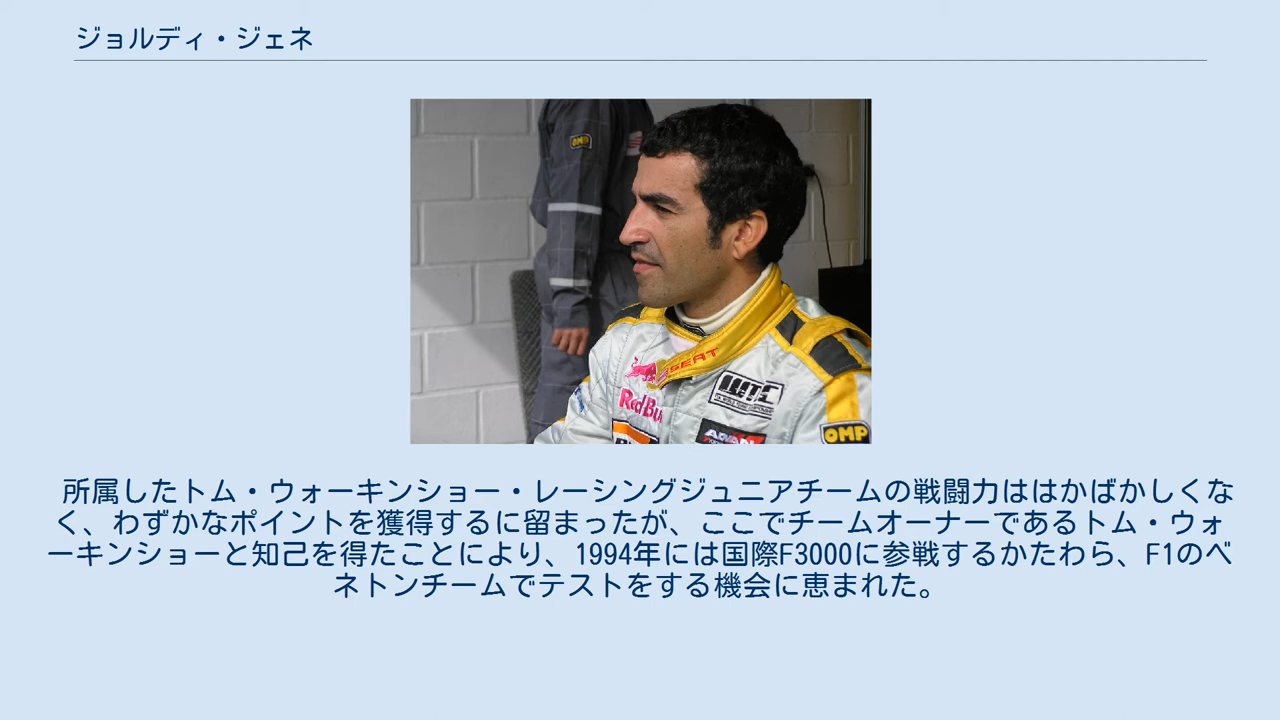 ジョルディ・ジェネ
OMP
SEAT
Red Bu
ADVAN
OMP
所属したトム・ウォーキンショー・レーシングジュニアチームの戦闘力ははかばかしくな
く、わずかなポイントを獲得するに留まったが、ここでチームオーナーであるトム・ウォ
ーキンショーと知己を得たことにより、1994年には国際F3000に参戦するかたわら、F1のベ
ネトンチームでテストをする機会に恵まれた。